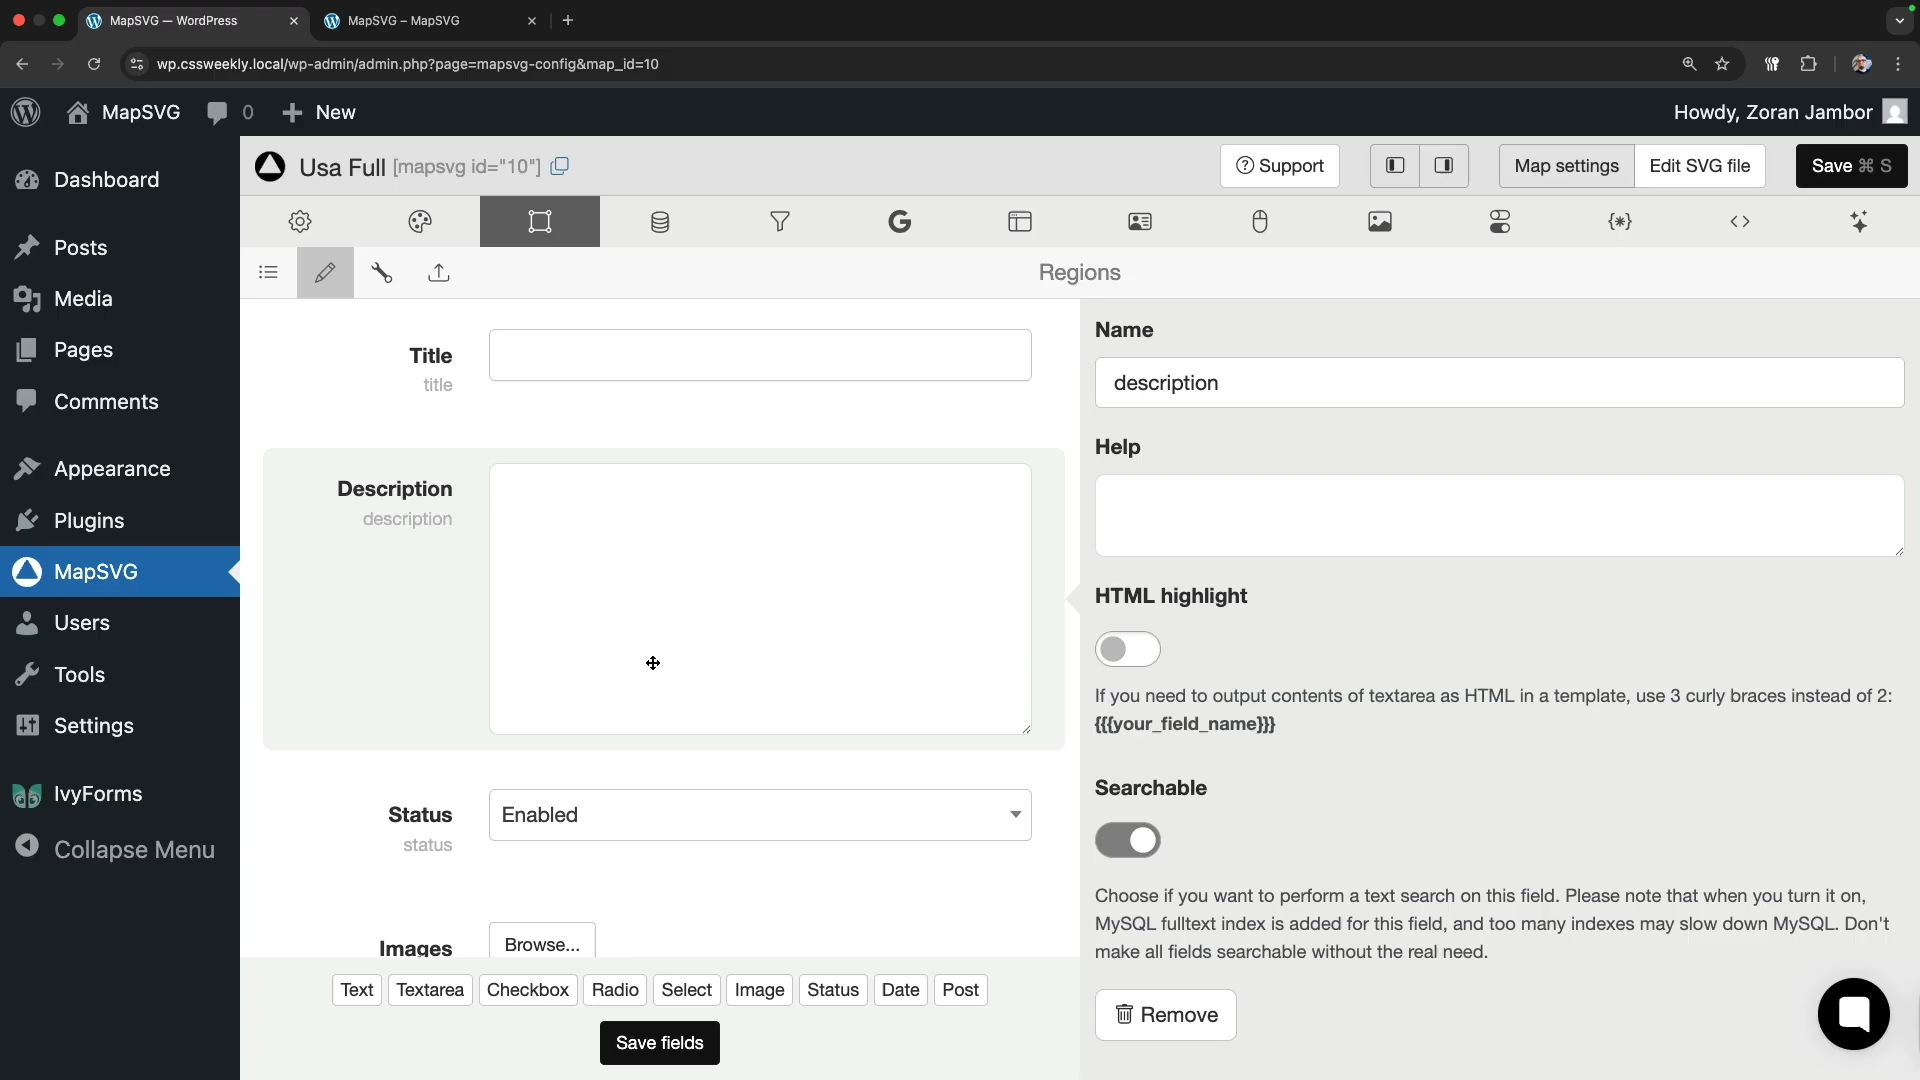 MapSVG — WordPress
MapSVG – MapSVG
wp.cssweekly.local/wp-admin/admin.php?page=mapsvg-config&map_id=10
MapSVG
0
New
Howdy, Zoran Jambor
Dashboard
Posts
Media
Pages
Comments
Appearance
Plugins
MapSVG
Users
Tools
Settings
IvyForms
Collapse Menu
Usa Full [mapsvg id="10"]
Support
Map settings
Edit SVG file
Save ⌘ S
Regions
Title
title
Description
description
Status
status
Enabled
Images
Browse...
Text
Textarea
Checkbox
Radio
Select
Image
Status
Date
Post
Save fields
Name
description
Help
HTML highlight
If you need to output contents of textarea as HTML in a template, use 3 curly braces instead of 2:
{{{your_field_name}}}
Searchable
Choose if you want to perform a text search on this field. Please note that when you turn it on,
MySQL fulltext index is added for this field, and too many indexes may slow down MySQL. Don't
make all fields searchable without the real need.
Remove